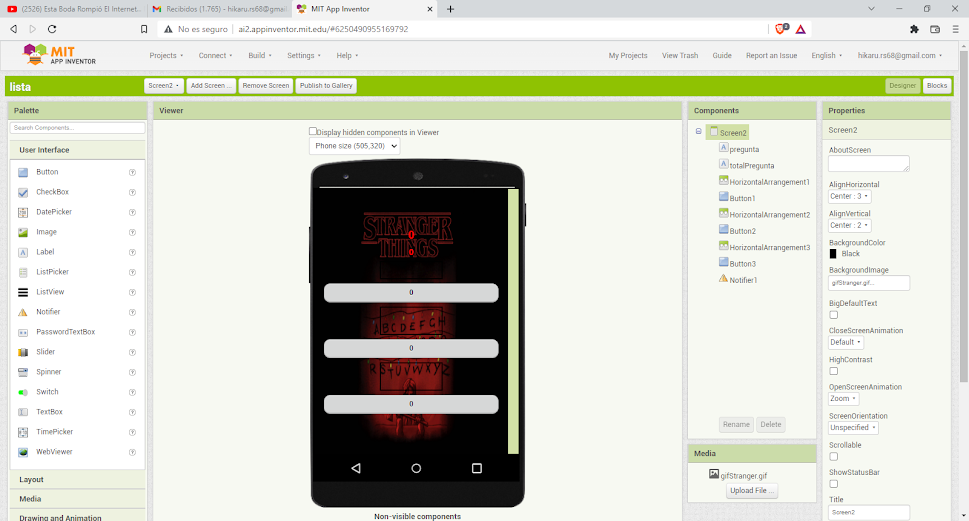 (2526) Esta Boda Rompió El Internet...
Recibidos (1.765) - hikaru.rs68@gmail
MIT App Inventor
No es seguro
ai2.appinventor.mit.edu/#6250490955169792
2
MIT
APP INVENTOR
Projects
Connect
Build
Settings
Help
My Projects
View Trash
Guide
Report an Issue
English
hikaru.rs68@gmail.com
lista
Screen2
Add Screen ...
Remove Screen
Publish to Gallery
Designer
Blocks
Palette
Search Components...
User Interface
Button
CheckBox
DatePicker
Image
Label
ListPicker
ListView
Notifier
PasswordTextBox
Slider
Spinner
Switch
TextBox
TimePicker
WebViewer
Layout
Media
Drawing and Animation
Viewer
Display hidden components in Viewer
Phone size (505,320)
STRANGER
THINGS
0
0
0
A B C D E F G H
0
R S T U V W X Y Z
0
Non-visible components
Components
Screen2
pregunta
totalPregunta
HorizontalArrangement1
Button1
HorizontalArrangement2
Button2
HorizontalArrangement3
Button3
Notifier1
Rename
Delete
Media
gifStranger.gif
Upload File ...
Properties
Screen2
AboutScreen
AlignHorizontal
Center : 3
AlignVertical
Center : 2
BackgroundColor
Black
BackgroundImage
gifStranger.gif...
BigDefaultText
CloseScreenAnimation
Default
HighContrast
OpenScreenAnimation
Zoom
ScreenOrientation
Unspecified
Scrollable
ShowStatusBar
Title
Screen2